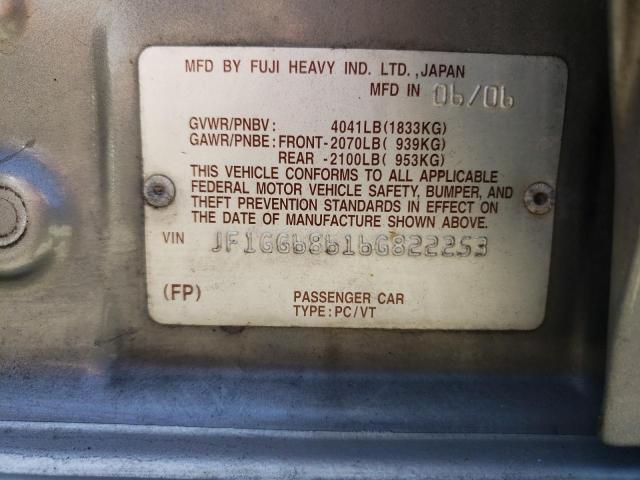 MFD BY FUJI HEAVY IND. LTD. ,JAPAN
MFD IN 06/06
GVWR/PNBV : 4041LB(1833KG)
GAWR/PNBE : FRONT-2070LB( 939KG)
REAR -2100LB( 953KG)
THIS VEHICLE CONFORMS TO ALL APPLICABLE
FEDERAL MOTOR VEHICLE SAFETY, BUMPER, AND
THEFT PREVENTION STANDARDS IN EFFECT ON
THE DATE OF MANUFACTURE SHOWN ABOVE.
VIN JF1GG68616G822253
(FP)
PASSENGER CAR
TYPE : PC/VT